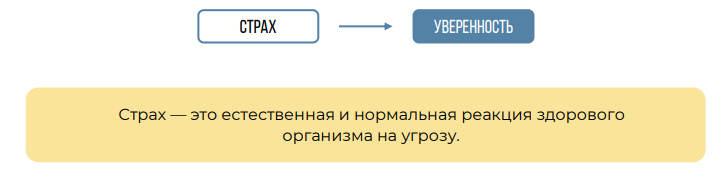 СТРАХ
УВЕРЕННОСТЬ
Страх — это естественная и нормальная реакция здорового
организма на угрозу.